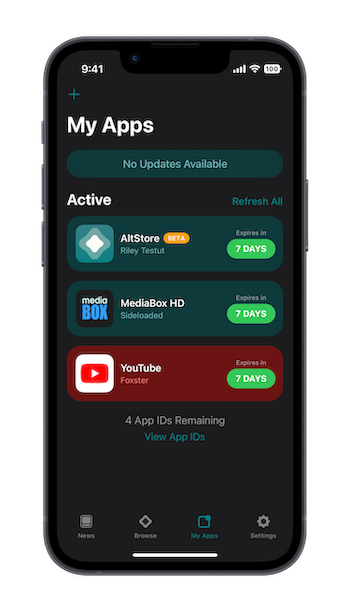 9:41
100
+
My Apps
No Updates Available
Active
Refresh All
AltStore BETA
Riley Testut
Expires in
7 DAYS
media
BOX
MediaBox HD
Sideloaded
Expires in
7 DAYS
YouTube
Foxster
Expires in
7 DAYS
4 App IDs Remaining
View App IDs
News
Browse
My Apps
Settings